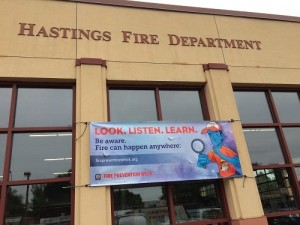 HASTINGS FIRE DEPARTMENT
LOOK. LISTEN. LEARN.
Be aware.
Fire can happen anywhere:
firepreventionweek.org
FIRE PREVENTION WEEK